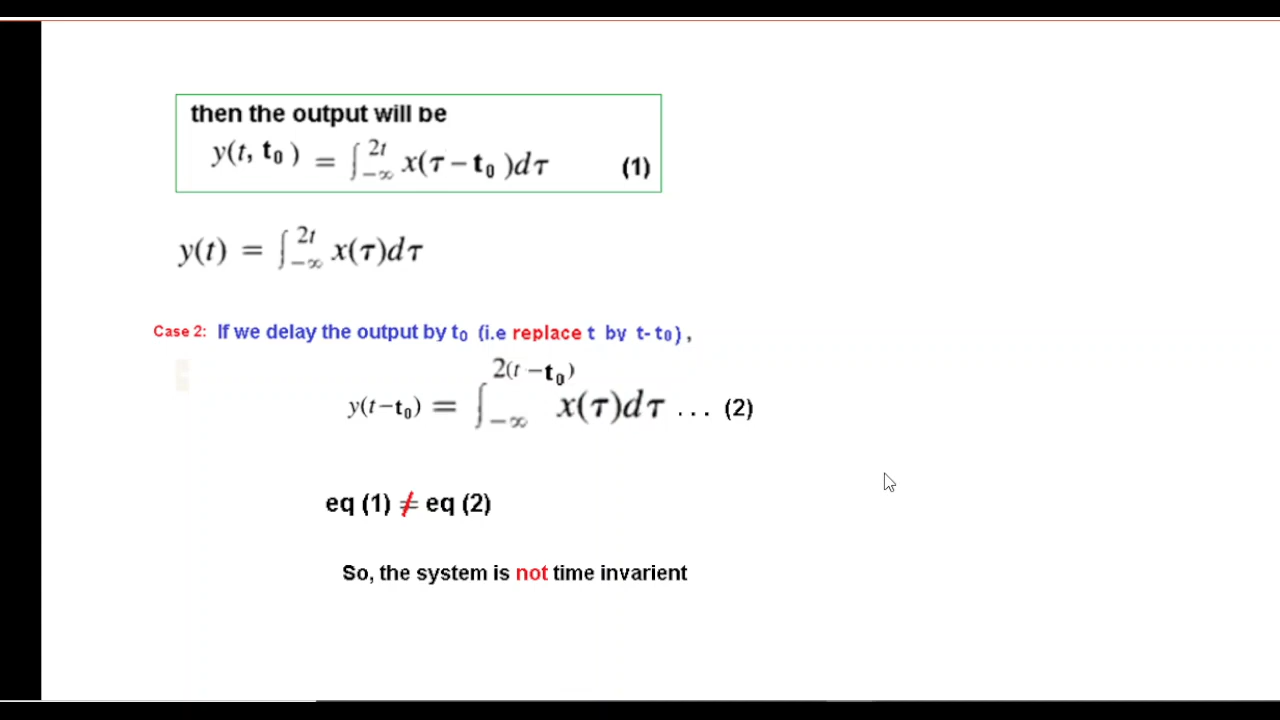 then the output will be
y(t, t₀ ) = ∫_{-∞}^{2t} x(τ − t₀ )dτ (1)
y(t) = ∫_{-∞}^{2t} x(τ)dτ
Case 2: If we delay the output by t₀ (i.e replace t by t- t₀) ,
y(t−t₀) = ∫_{-∞}^{2(t −t₀)} x(τ)dτ ... (2)
eq (1) ≠ eq (2)
So, the system is not time invarient